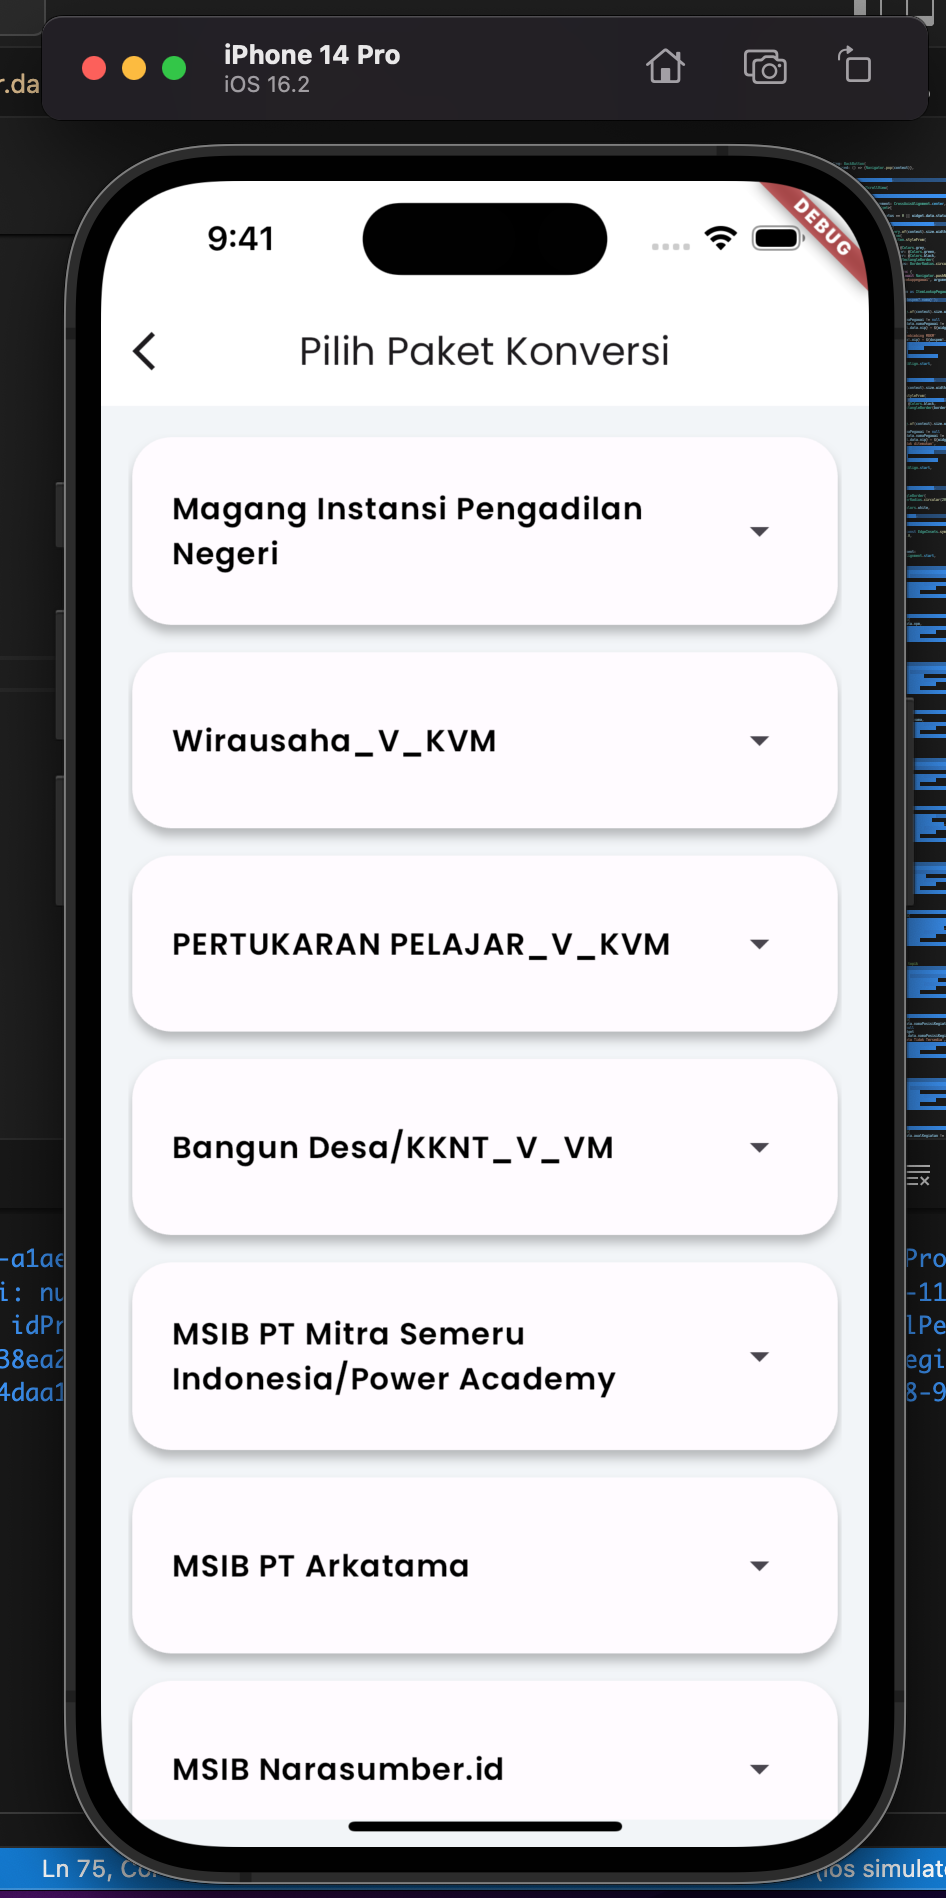 iPhone 14 Pro
iOS 16.2
r.da
9:41
DEBUG
Pilih Paket Konversi
Magang Instansi Pengadilan
Negeri
Wirausaha_V_KVM
PERTUKARAN PELAJAR_V_KVM
Bangun Desa/KKNT_V_VM
-a1ae
Pro
i: nu
-11
idPr
lPe
38ea2
egi
4daa1
8-9
MSIB PT Mitra Semeru
Indonesia/Power Academy
MSIB PT Arkatama
MSIB Narasumber.id
Ln 75, Co
(ios simulat